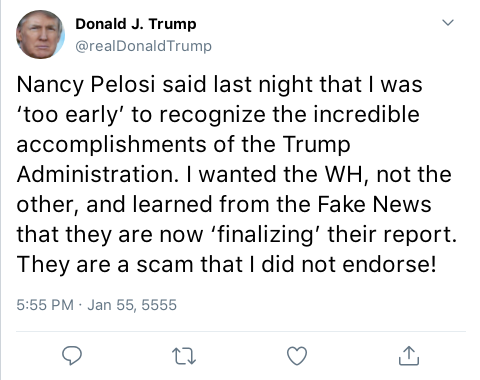 Donald J. Trump
@realDonaldTrump
Nancy Pelosi said last night that I was
‘too early’ to recognize the incredible
accomplishments of the Trump
Administration. I wanted the WH, not the
other, and learned from the Fake News
that they are now ‘finalizing’ their report.
They are a scam that I did not endorse!
5:55 PM · Jan 55, 5555